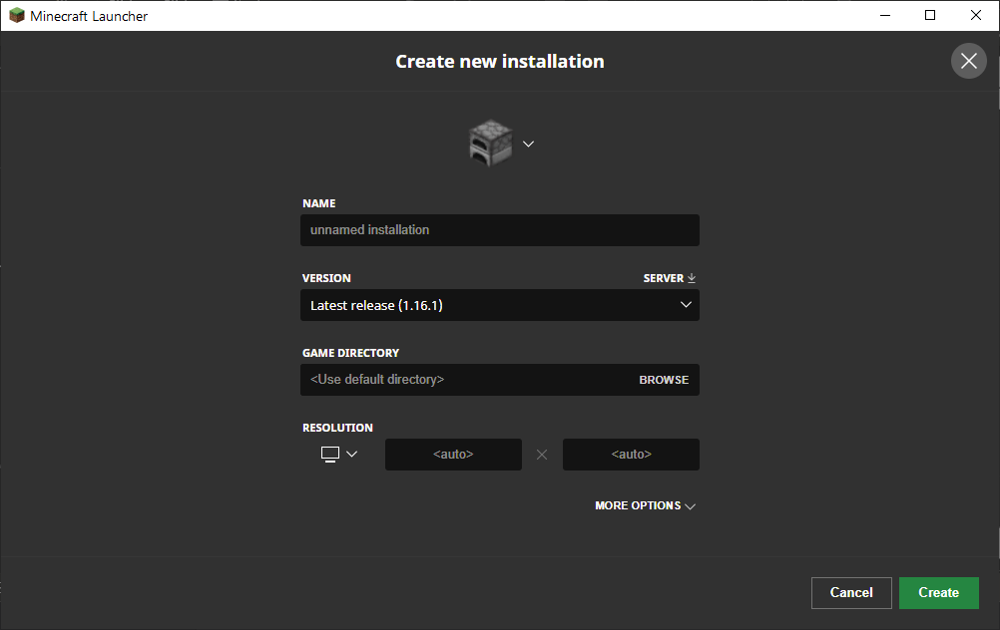 Minecraft Launcher
Create new installation
NAME
unnamed installation
VERSION
SERVER
Latest release (1.16.1)
GAME DIRECTORY
<Use default directory>
BROWSE
RESOLUTION
<auto>
<auto>
MORE OPTIONS
Cancel
Create